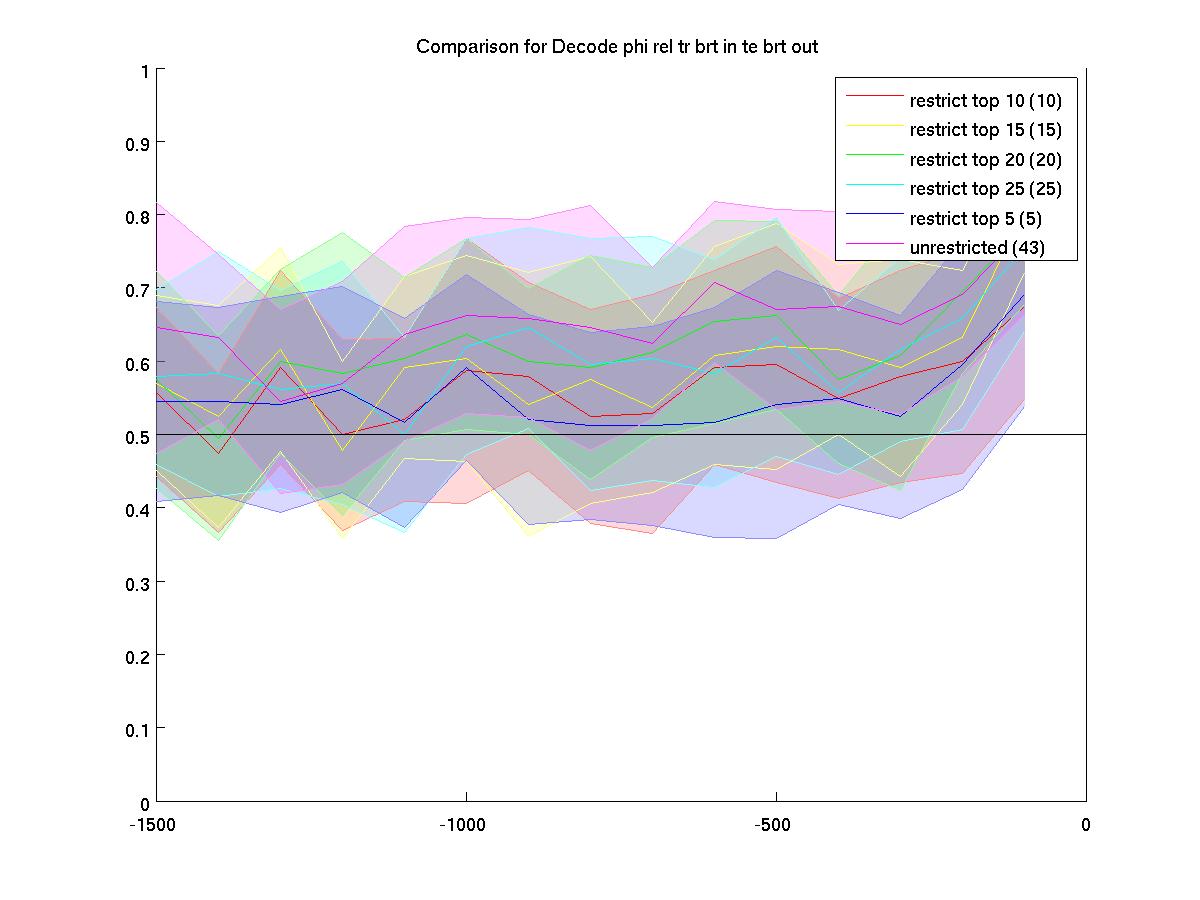 Comparison for Decode phi rel tr brt in te brt out
1
0.9
0.8
0.7
0.6
0.5
0.4
0.3
0.2
0.1
0
-1500
-1000
-500
0
restrict top 10 (10)
restrict top 15 (15)
restrict top 20 (20)
restrict top 25 (25)
restrict top 5 (5)
unrestricted (43)